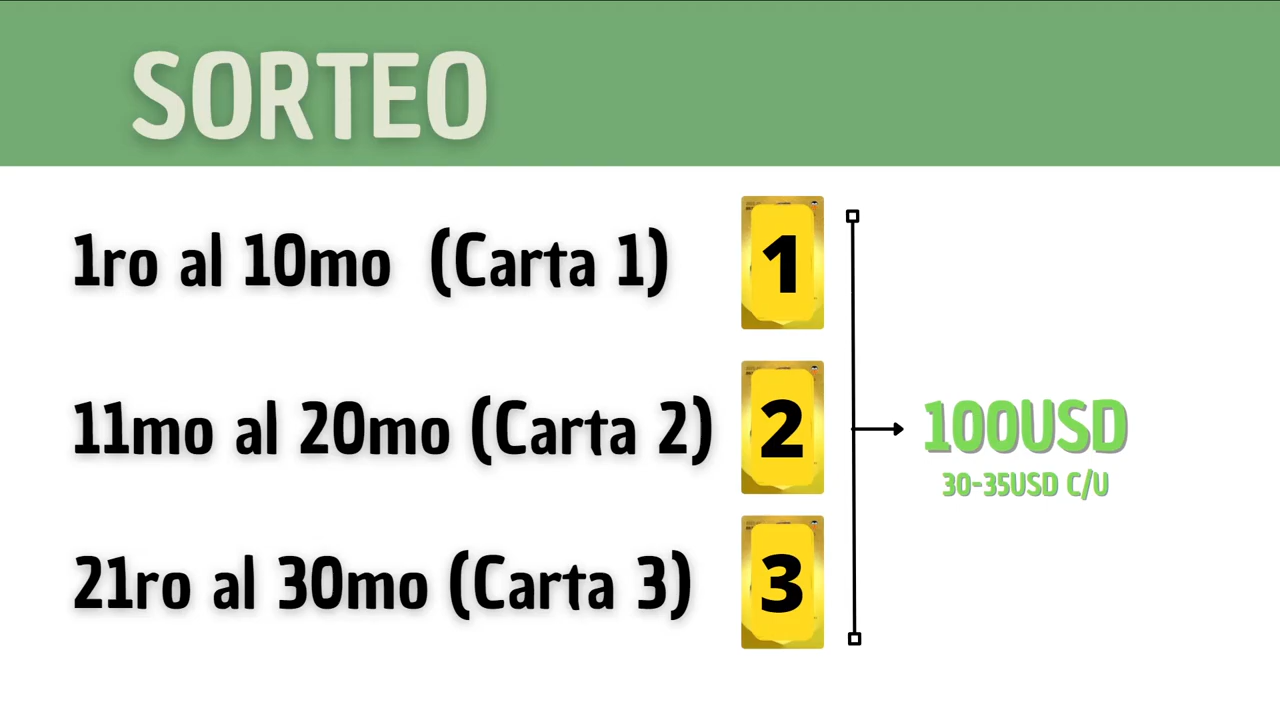 SORTEO
1ro al 10mo (Carta 1)
1
11mo al 20mo (Carta 2)
2
100USD
30-35USD C/U
21ro al 30mo (Carta 3)
3